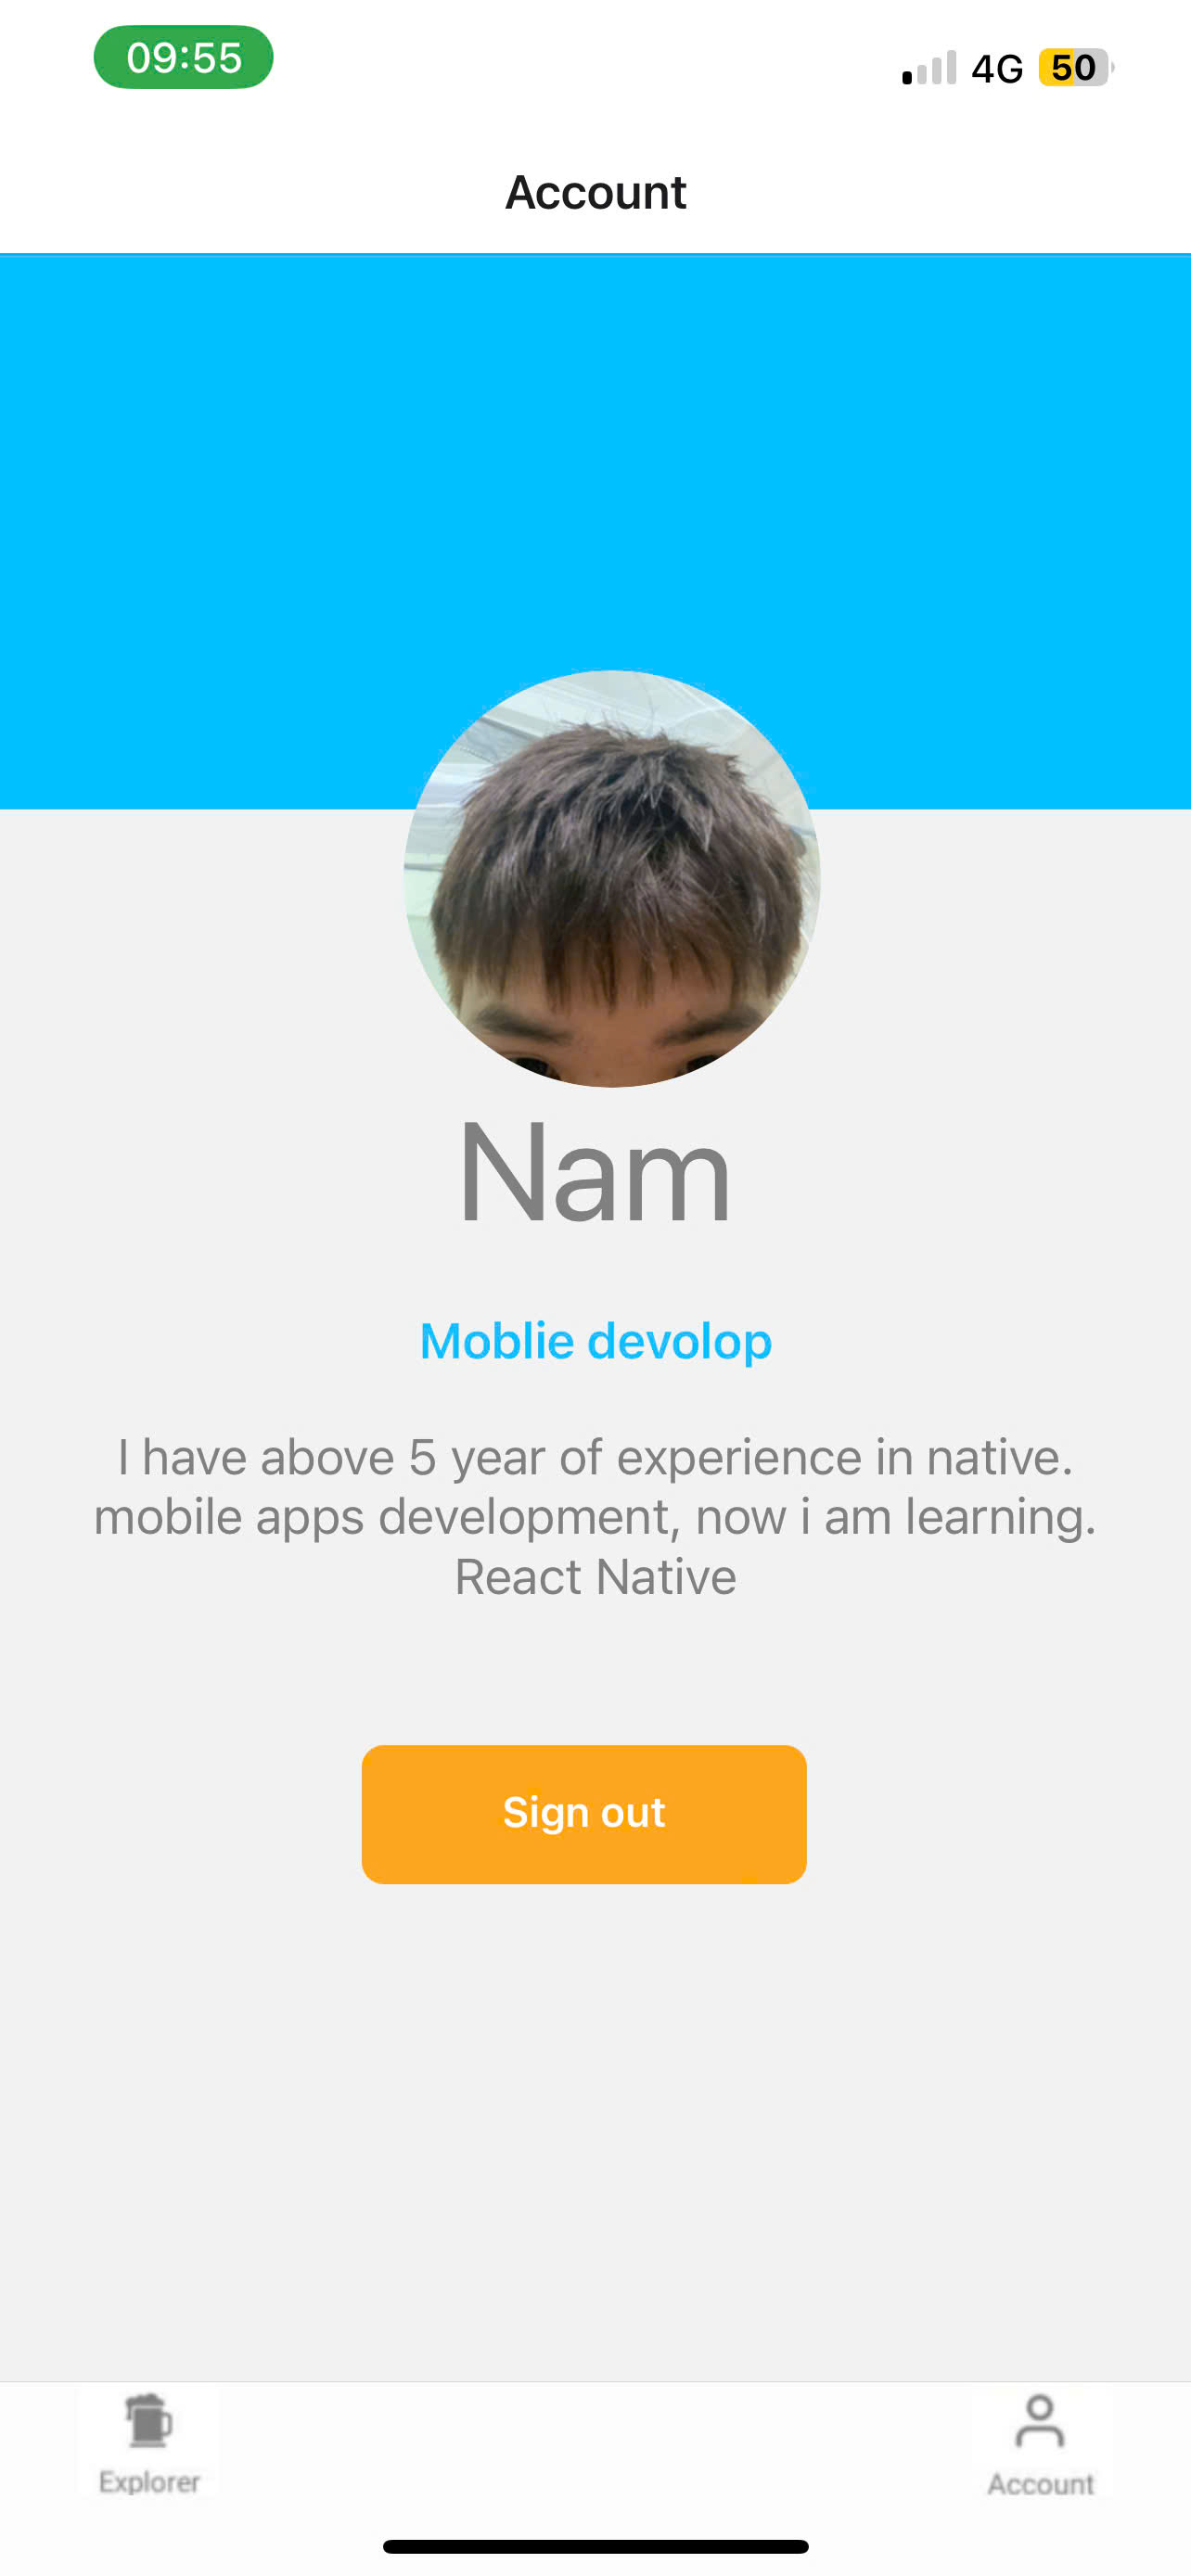 09:55
4G 50
Account
Nam
Moblie devolop
I have above 5 year of experience in native.
mobile apps development, now i am learning.
React Native
Sign out
Explorer
Account